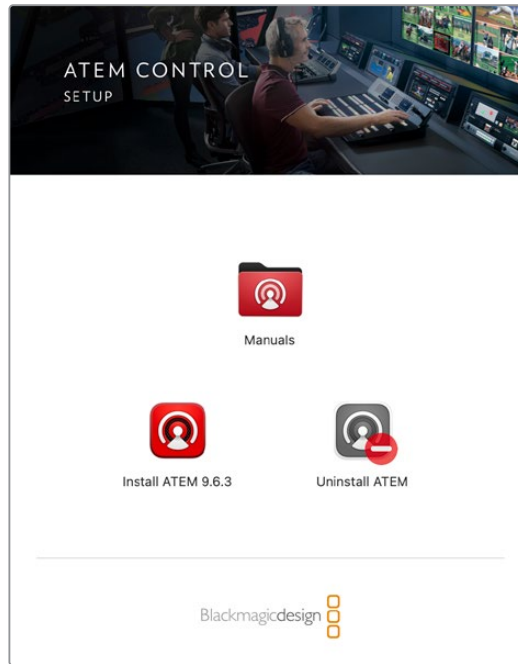 ATEM CONTROL
SETUP
Manuals
Install ATEM 9.6.3
Uninstall ATEM
Blackmagicdesign